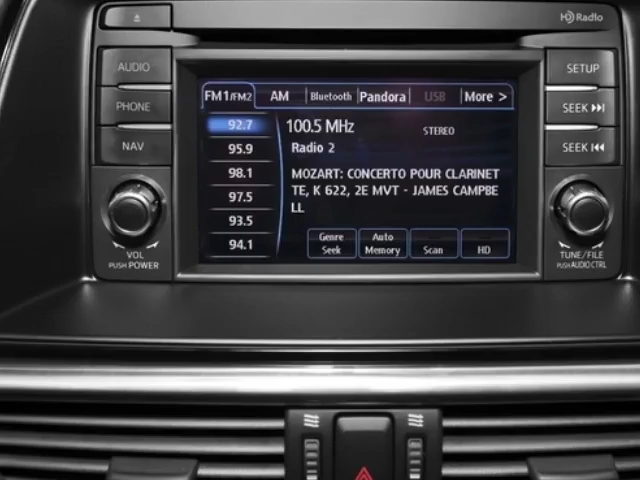 HD Radio
AUDIO
SETUP
FM1/FM2 AM Bluetooth Pandora USB More >
PHONE
SEEK
92.7
100.5 MHz
STEREO
95.9
Radio 2
NAV
SEEK
98.1
MOZART: CONCERTO POUR CLARINET
TE, K 622, 2E MVT - JAMES CAMPBE
LL
97.5
93.5
94.1
Genre
Seek
Auto
Memory
Scan
HD
VOL
PUSH POWER
TUNE/FILE
PUSH AUDIO CTRL